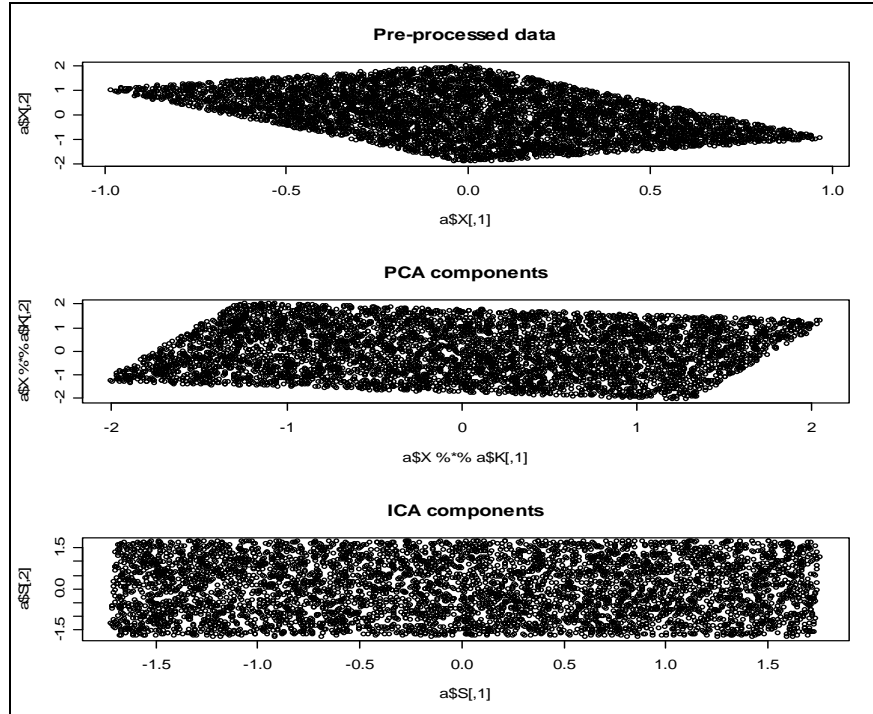 Pre-processed data
a$X[,2]
2
1
0
-1
-2
-1.0 -0.5 0.0 0.5 1.0
a$X[,1]
PCA components
a$X %*% a$K[,2]
2
1
0
-1
-2
-2 -1 0 1 2
a$X %*% a$K[,1]
ICA components
a$S[,2]
1.5
0.0
-1.5
-1.5 -1.0 -0.5 0.0 0.5 1.0 1.5
a$S[,1]